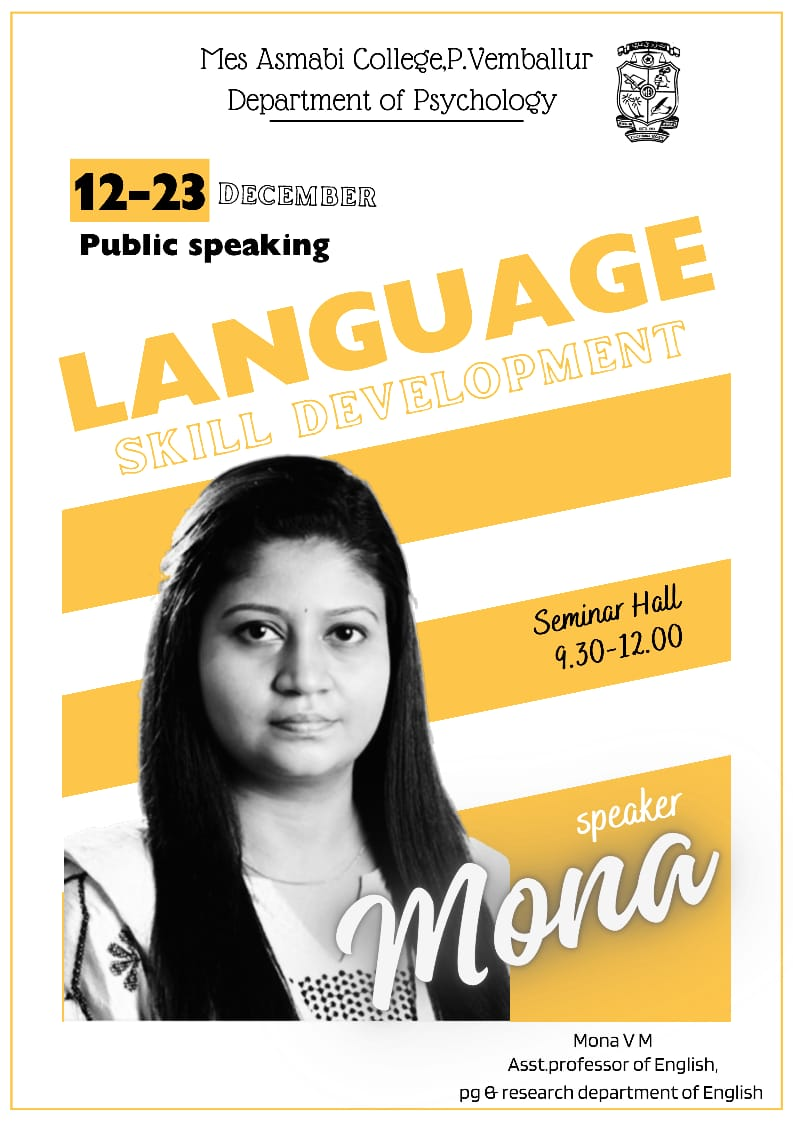 Mes Asmabi College,P.Vemballur
Department of Psychology
12-23 DECEMBER
Public speaking
LANGUAGE
SKILL DEVELOPMENT
Seminar Hall
9.30-12.00
speaker
Mona
Mona V M
Asst.professor of English,
pg & research department of English